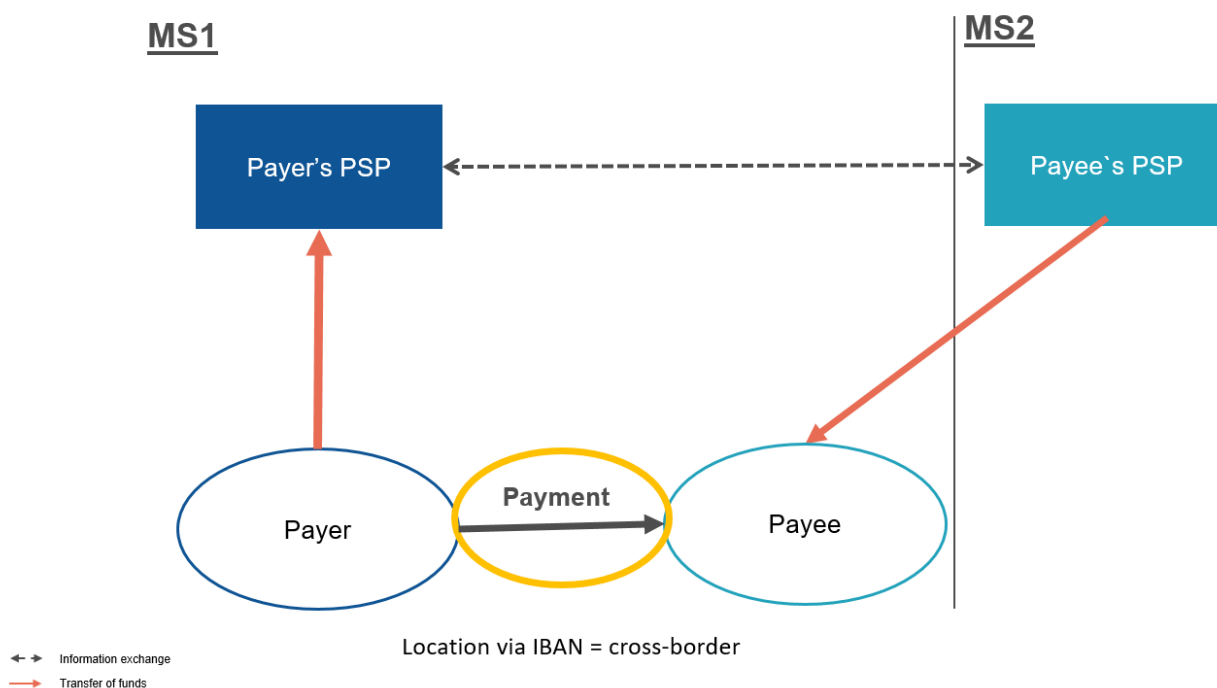 MS1
MS2
Payer’s PSP
Payee`s PSP
Payment
Payer
Payee
Location via IBAN = cross-border
Information exchange
Transfer of funds